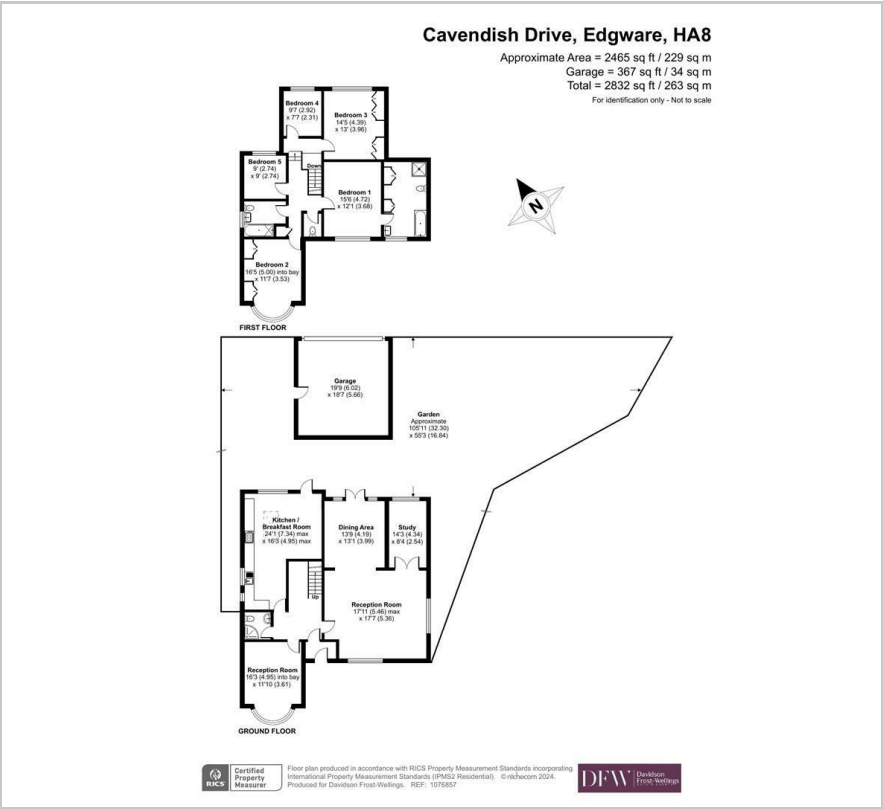 Cavendish Drive, Edgware, HA8
Approximate Area = 2465 sq ft / 229 sq m
Garage = 367 sq ft / 34 sq m
Total = 2832 sq ft / 263 sq m
For identification only - Not to scale
Bedroom 4
9'7 (2.92)
x 7'7 (2.31)
Bedroom 3
14'5 (4.39)
x 13' (3.96)
Bedroom 5
9' (2.74)
x 9' (2.74)
Down
Bedroom 1
15'6 (4.72)
x 12'1 (3.68)
N
Bedroom 2
16'5 (5.00) into bay
x 11'7 (3.53)
FIRST FLOOR
Garage
19'9 (6.02)
x 18'7 (5.66)
Garden
Approximate
105'11 (32.30)
x 55'3 (16.84)
Kitchen /
Breakfast Room
24'1 (7.34) max
x 16'3 (4.95) max
Dining Area
13'9 (4.19)
x 13'1 (3.99)
Study
14'3 (4.34)
x 8'4 (2.54)
Up
Reception Room
17'11 (5.46) max
x 17'7 (5.36)
Reception Room
16'3 (4.95) into bay
x 11'10 (3.61)
GROUND FLOOR
RICS
Certified
Property
Measurer
Floor plan produced in accordance with RICS Property Measurement Standards incorporating
International Property Measurement Standards (IPMS2 Residential). © nichecom 2024.
Produced for Davidson Frost-Wellings. REF: 1076857
DFW
Davidson
Frost-Wellings